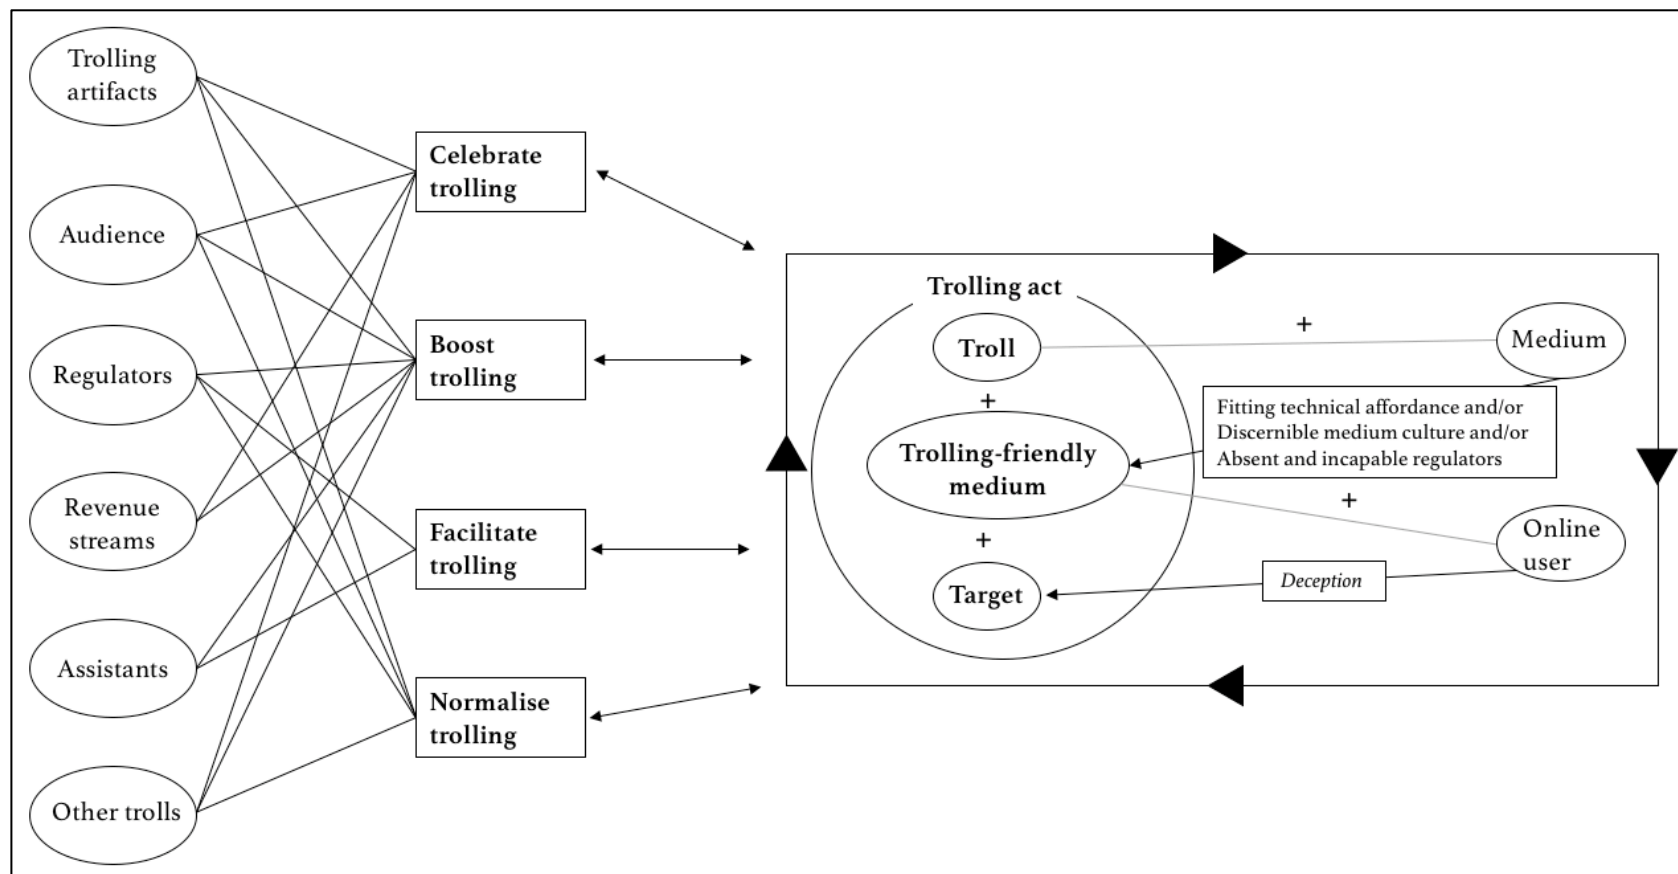 Trolling
artifacts
Audience
Regulators
Revenue
streams
Assistants
Other trolls
Celebrate
trolling
Boost
trolling
Facilitate
trolling
Normalise
trolling
Trolling act
Troll
+
Trolling-friendly
medium
+
Target
+
Medium
Fitting technical affordance and/or
Discernible medium culture and/or
Absent and incapable regulators
+
Online
user
Deception